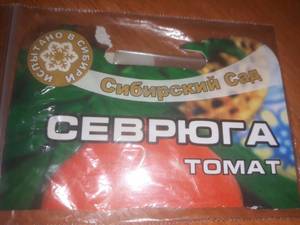 ИСПЫТАНО В СИБИРИ
Сибирский Сад
СЕВРЮГА
ТОМАТ